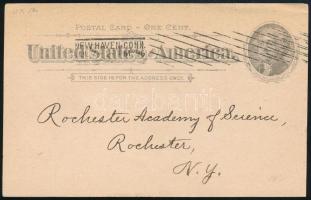 POSTAL CARD – ONE CENT.
United States of America.
NEW HAVEN, CONN.
THIS SIDE IS FOR THE ADDRESS ONLY.
Rochester Academy of Science,
Rochester,
N.Y.